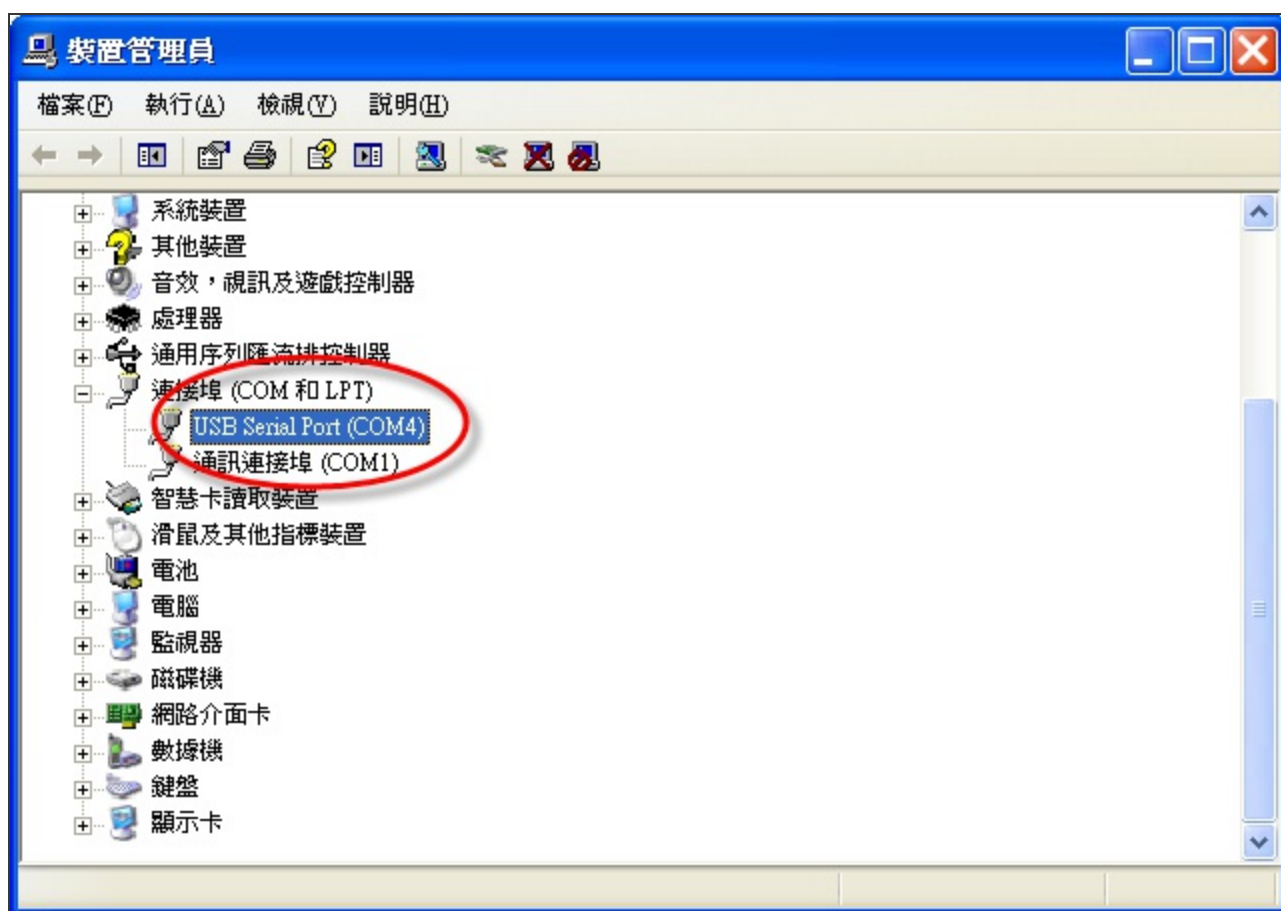 裝置管理員
檔案(F) 執行(A) 檢視(V) 說明(H)
系統裝置
其他裝置
音效，視訊及遊戲控制器
處理器
通用序列匯流排控制器
連接埠 (COM 和 LPT)
USB Serial Port (COM4)
通訊連接埠 (COM1)
智慧卡讀取裝置
滑鼠及其他指標裝置
電池
電腦
監視器
磁碟機
網路介面卡
數據機
鍵盤
顯示卡